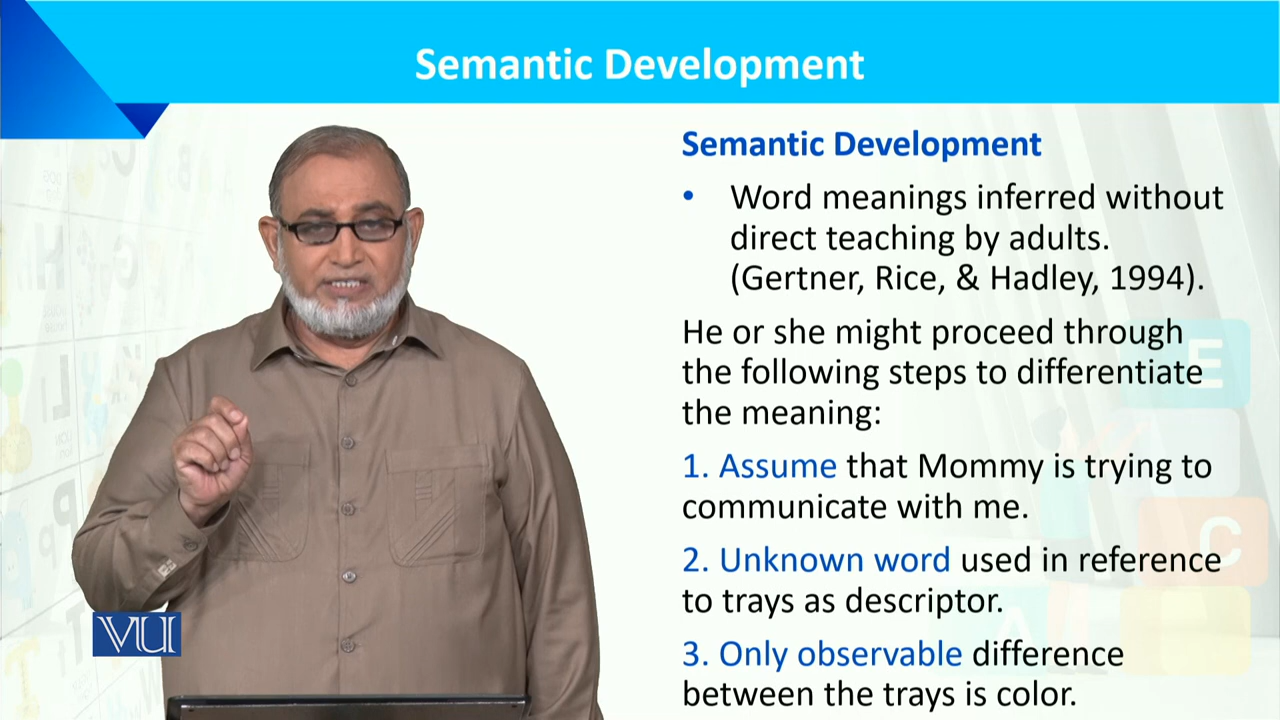 Semantic Development
Semantic Development
• Word meanings inferred without
direct teaching by adults.
(Gertner, Rice, & Hadley, 1994).
He or she might proceed through
the following steps to differentiate
the meaning:
1. Assume that Mommy is trying to
communicate with me.
2. Unknown word used in reference
to trays as descriptor.
3. Only observable difference
between the trays is color.
VU
E
C
A